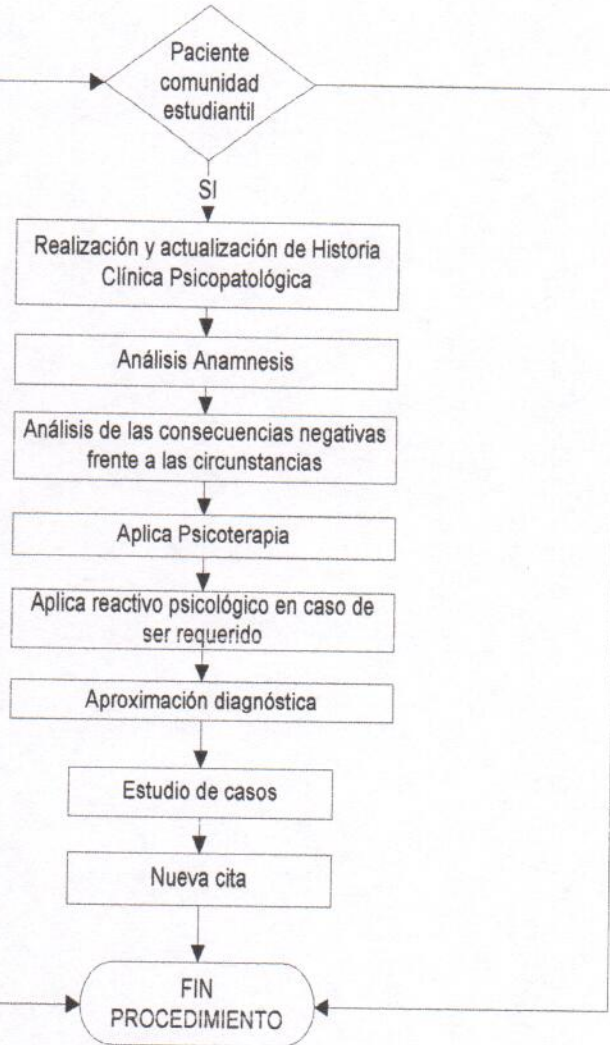 Paciente
comunidad
estudiantil
SI
Realización y actualización de Historia
Clínica Psicopatológica
Análisis Anamnesis
Análisis de las consecuencias negativas
frente a las circunstancias
Aplica Psicoterapia
Aplica reactivo psicológico en caso de
ser requerido
Aproximación diagnóstica
Estudio de casos
Nueva cita
FIN
PROCEDIMIENTO